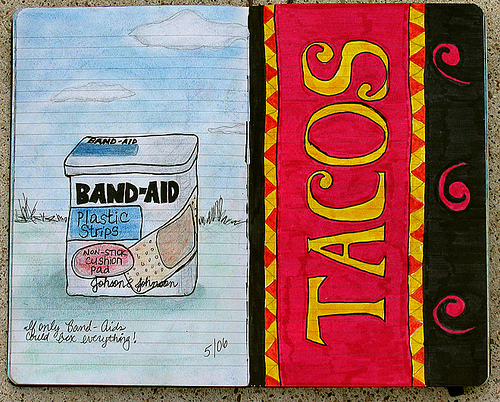 BAND-AID
BAND-AID
Plastic
Strips
NON-STICK
Cushion
Pad
Johson & Johnson
If only Band-Aids
could fix everything!
5/06
TACOS